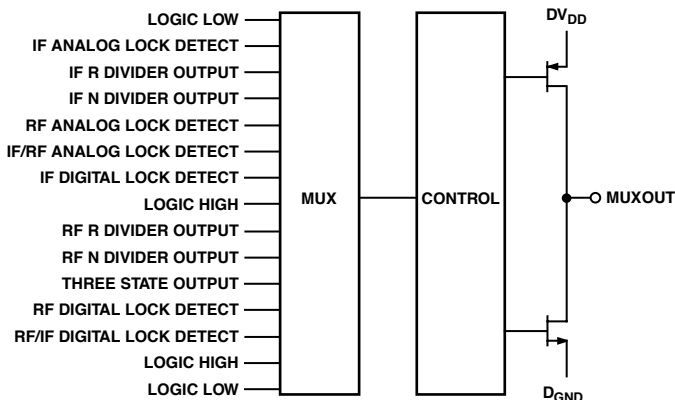 LOGIC LOW
IF ANALOG LOCK DETECT
IF R DIVIDER OUTPUT
IF N DIVIDER OUTPUT
RF ANALOG LOCK DETECT
IF/RF ANALOG LOCK DETECT
IF DIGITAL LOCK DETECT
LOGIC HIGH
RF R DIVIDER OUTPUT
RF N DIVIDER OUTPUT
THREE STATE OUTPUT
RF DIGITAL LOCK DETECT
RF/IF DIGITAL LOCK DETECT
LOGIC HIGH
LOGIC LOW
MUX
CONTROL
DVDD
MUXOUT
DGND